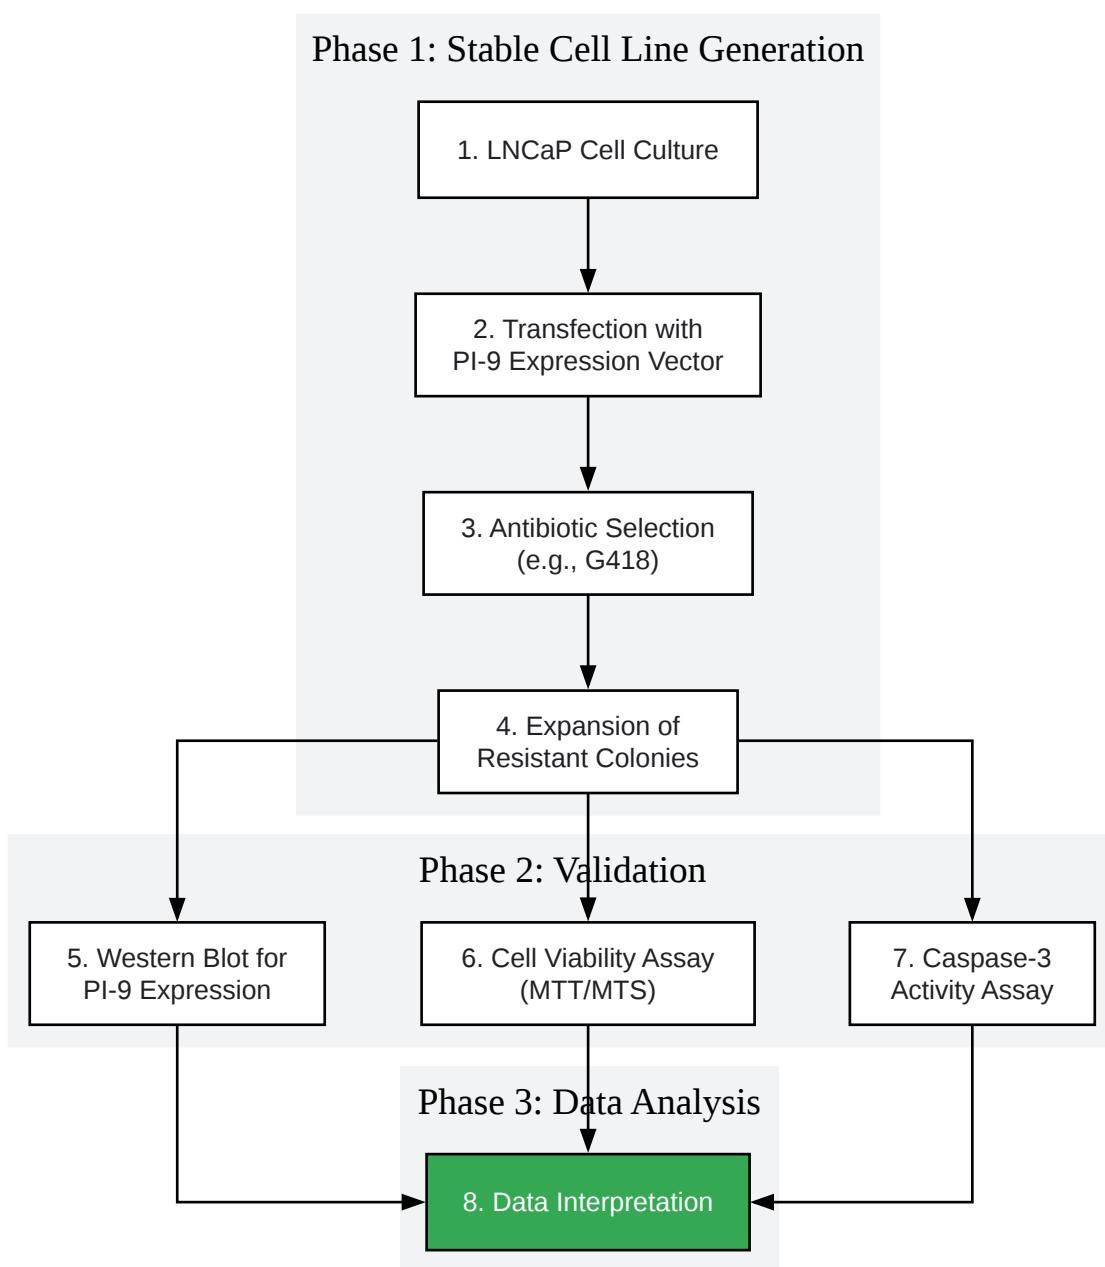 Phase 1: Stable Cell Line Generation
1. LNCaP Cell Culture
2. Transfection with
PI-9 Expression Vector
3. Antibiotic Selection
(e.g., G418)
4. Expansion of
Resistant Colonies
Phase 2: Validation
5. Western Blot for
PI-9 Expression
6. Cell Viability Assay
(MTT/MTS)
7. Caspase-3
Activity Assay
Phase 3: Data Analysis
8. Data Interpretation